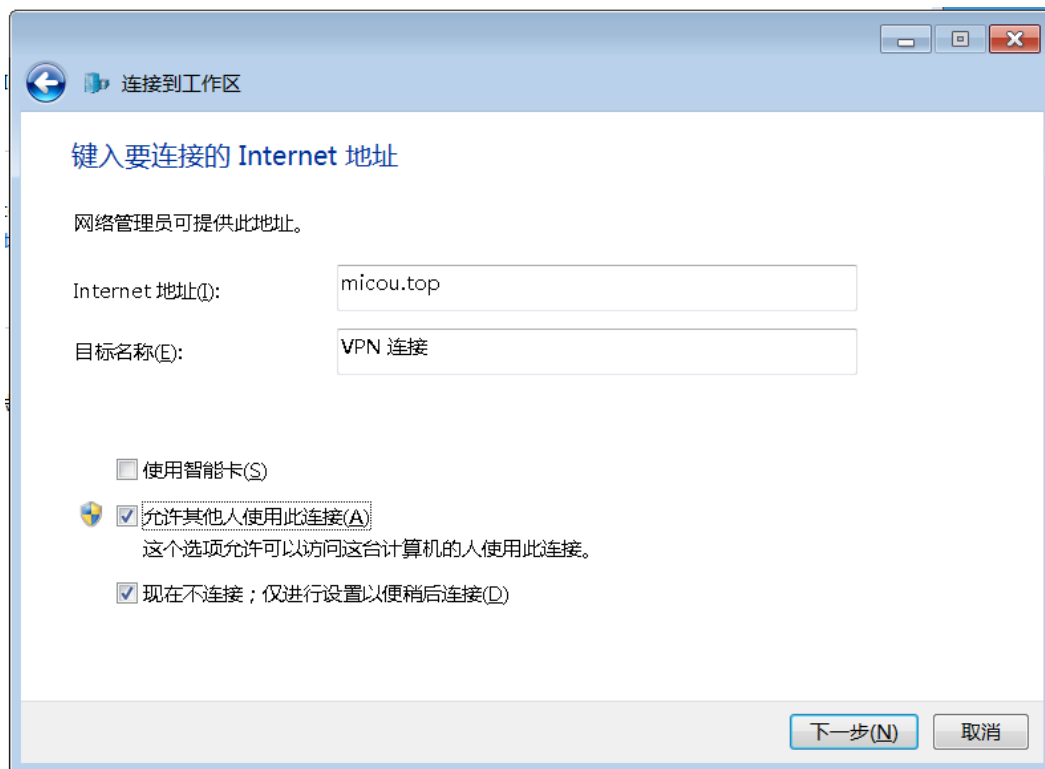 连接到工作区
键入要连接的 Internet 地址
网络管理员可提供此地址。
Internet 地址(I):
micou.top
目标名称(E):
VPN 连接
使用智能卡(S)
允许其他人使用此连接(A)
这个选项允许可以访问这台计算机的人使用此连接。
现在不连接；仅进行设置以便稍后连接(D)
下一步(N)
取消